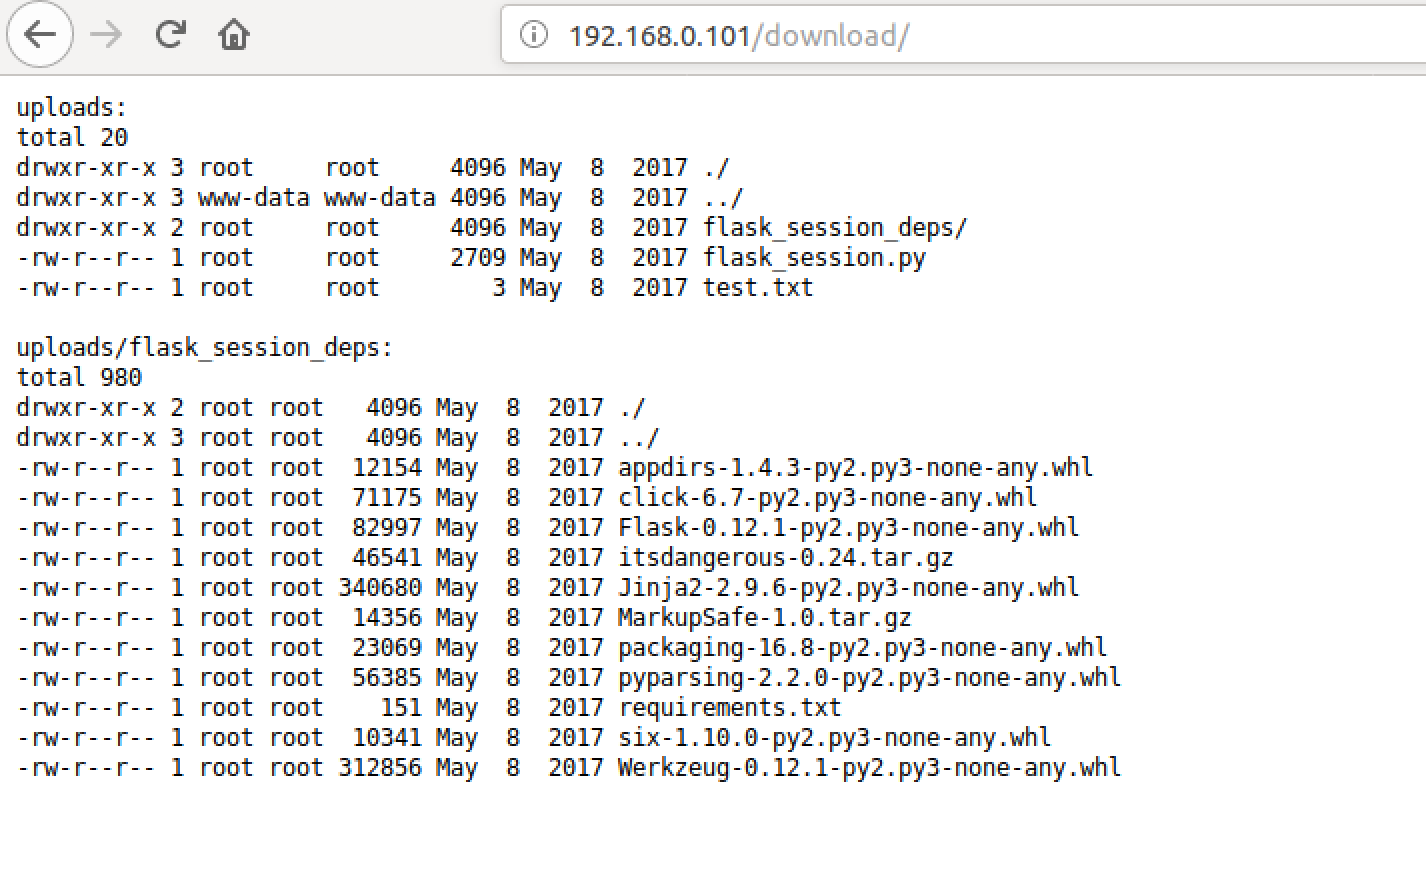 192.168.0.101/download/
uploads:
total 20
drwxr-xr-x 3 root     root     4096 May  8  2017 ./
drwxr-xr-x 3 www-data www-data 4096 May  8  2017 ../
drwxr-xr-x 2 root     root     4096 May  8  2017 flask_session_deps/
-rw-r--r-- 1 root     root     2709 May  8  2017 flask_session.py
-rw-r--r-- 1 root     root        3 May  8  2017 test.txt

uploads/flask_session_deps:
total 980
drwxr-xr-x 2 root root   4096 May  8  2017 ./
drwxr-xr-x 3 root root   4096 May  8  2017 ../
-rw-r--r-- 1 root root  12154 May  8  2017 appdirs-1.4.3-py2.py3-none-any.whl
-rw-r--r-- 1 root root  71175 May  8  2017 click-6.7-py2.py3-none-any.whl
-rw-r--r-- 1 root root  82997 May  8  2017 Flask-0.12.1-py2.py3-none-any.whl
-rw-r--r-- 1 root root  46541 May  8  2017 itsdangerous-0.24.tar.gz
-rw-r--r-- 1 root root 340680 May  8  2017 Jinja2-2.9.6-py2.py3-none-any.whl
-rw-r--r-- 1 root root  14356 May  8  2017 MarkupSafe-1.0.tar.gz
-rw-r--r-- 1 root root  23069 May  8  2017 packaging-16.8-py2.py3-none-any.whl
-rw-r--r-- 1 root root  56385 May  8  2017 pyparsing-2.2.0-py2.py3-none-any.whl
-rw-r--r-- 1 root root    151 May  8  2017 requirements.txt
-rw-r--r-- 1 root root  10341 May  8  2017 six-1.10.0-py2.py3-none-any.whl
-rw-r--r-- 1 root root 312856 May  8  2017 Werkzeug-0.12.1-py2.py3-none-any.whl